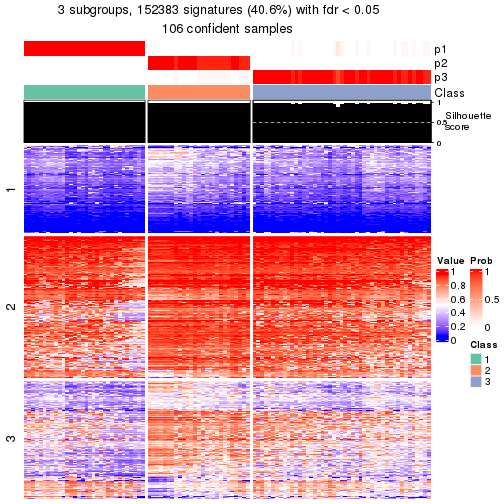 3 subgroups, 152383 signatures (40.6%) with fdr < 0.05
106 confident samples
p1
p2
p3
Class
1
0.5
0
Silhouette
score
1
2
3
Value
1
0.8
0.6
0.4
0.2
0
Prob
1
0.5
0
Class
1
2
3